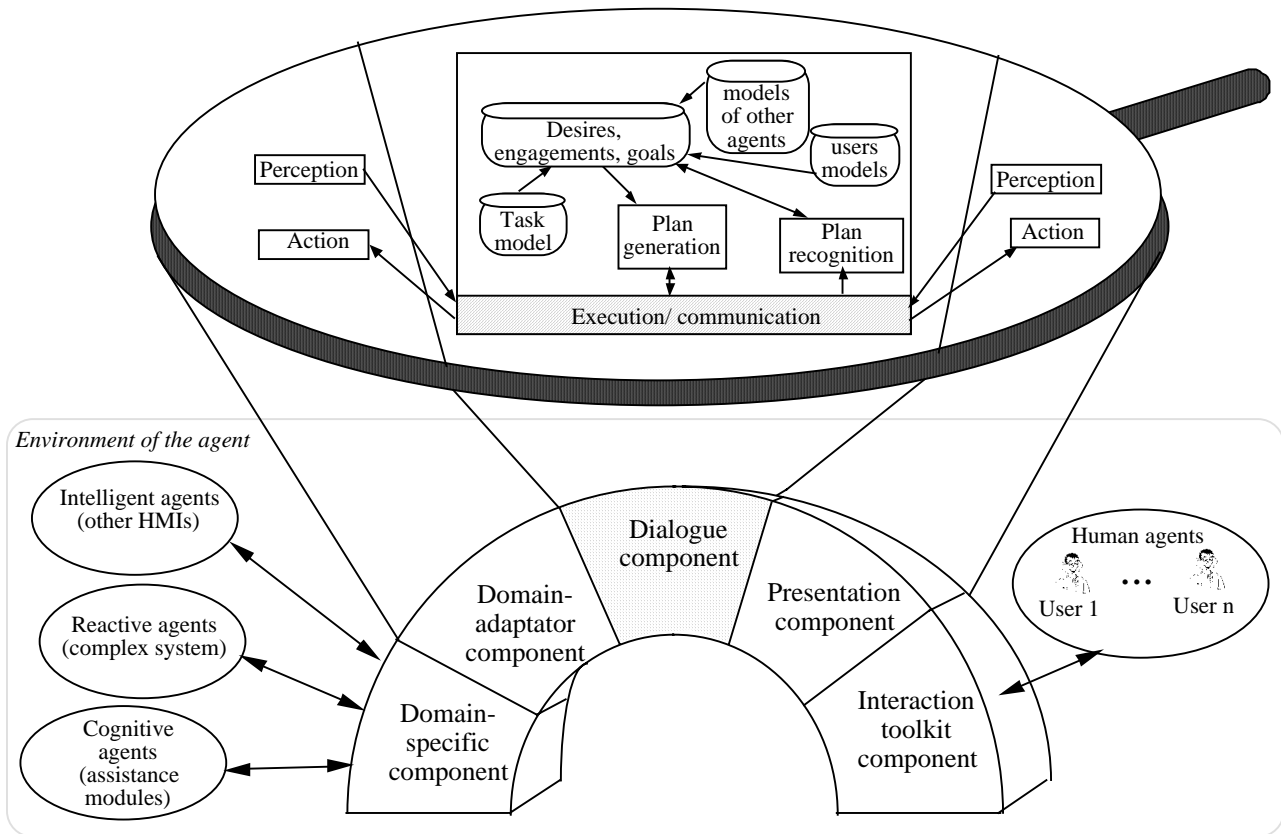 models
of other
agents
Desires,
engagements, goals
users
models
Perception
Perception
Task
model
Plan
generation
Plan
recognition
Action
Action
Execution/ communication
Environment of the agent
Intelligent agents
(other HMIs)
Dialogue
component
Human agents
...
User 1
User n
Reactive agents
(complex system)
Domain-
adaptator
component
Presentation
component
Cognitive
agents
(assistance
modules)
Domain-
specific
component
Interaction
toolkit
component